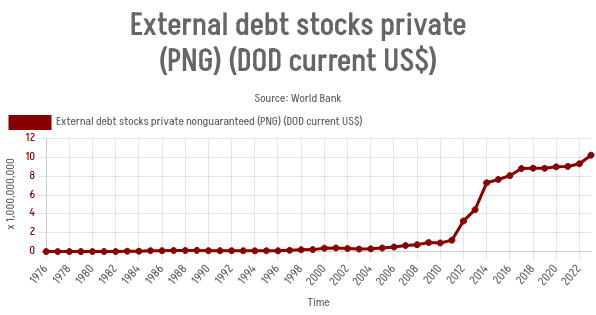 External debt stocks private
(PNG) (DOD current US$)
Source: World Bank
External debt stocks private nonguaranteed (PNG) (DOD current US$)
x 1,000,000,000
12
10
8
6
4
2
0
1976 1978 1980 1982 1984 1986 1988 1990 1992 1994 1996 1998 2000 2002 2004 2006 2008 2010 2012 2014 2016 2018 2020 2022
Time